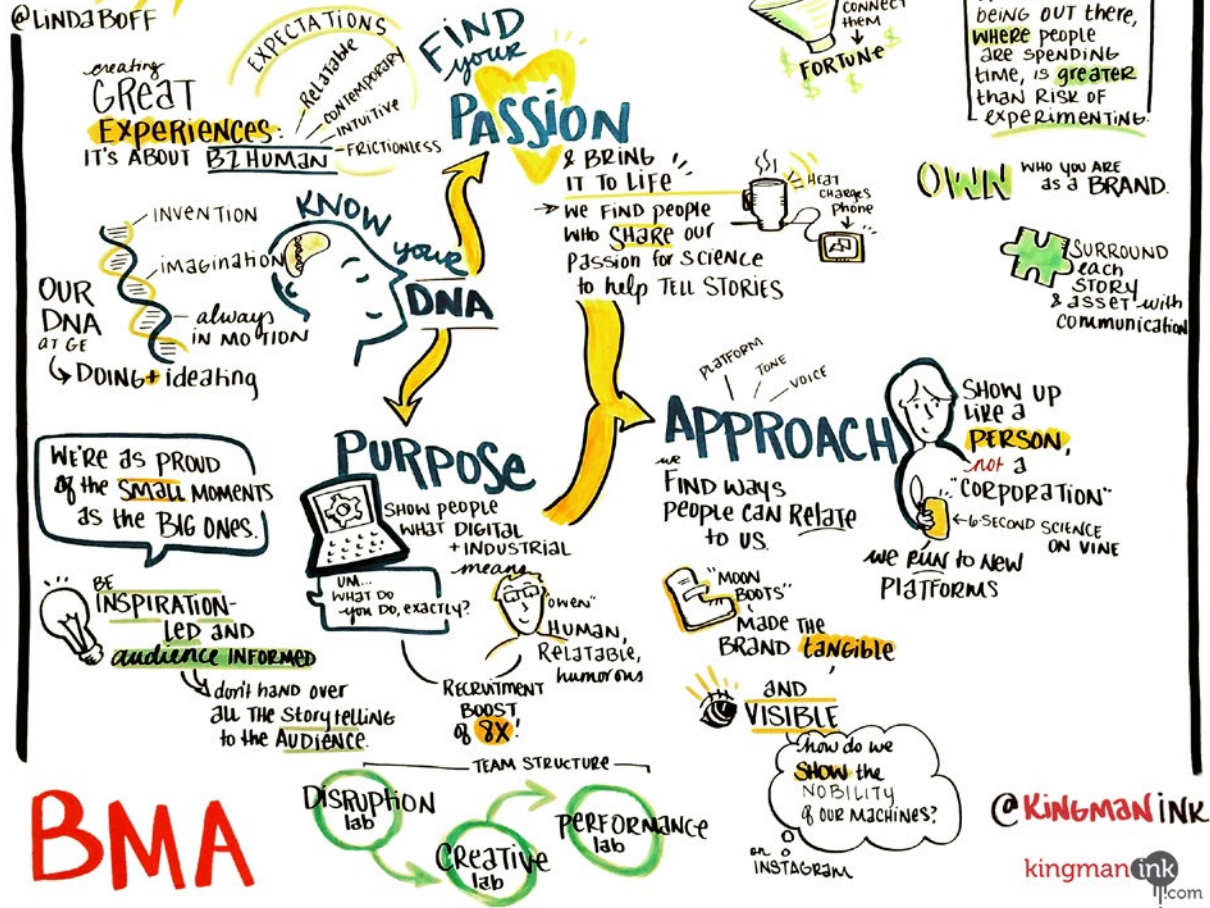 @LINDABOFF
creating
GREAT
EXPERIENCES:
IT'S ABOUT B2HUMAN
EXPECTATIONS
RELATABLE
CONTEMPORARY
INTUITIVE
FRICTIONLESS
FIND
your
PASSION
& BRING
IT TO LIFE
WE FIND PEOPLE
WHO SHARE OUR
PASSION FOR SCIENCE
to help TELL STORIES
HEAT
CHARGES
PHONE
CONNECT
them
FORTUNE
BEING OUT THERE,
WHERE PEOPLE
ARE SPENDING
TIME, IS GREATER
THAN RISK OF
EXPERIMENTING.
OWN WHO YOU ARE
AS A BRAND.
SURROUND
each
STORY
& ASSET with
COMMUNICATION
KNOW
your
DNA
INVENTION
IMAGINATION
always
IN MOTION
OUR
DNA
AT GE
DOING + ideating
WE'RE AS PROUD
of the SMALL MOMENTS
AS THE BIG ONES.
BE
INSPIRATION-
LED AND
AUDIENCE INFORMED
don't HAND OVER
ALL THE STORYTELLING
to the AUDIENCE.
PURPOSE
SHOW PEOPLE
WHAT DIGITAL
+ INDUSTRIAL
means
UM...
WHAT DO
you DO, EXACTLY?
"OWEN"
HUMAN,
RELATABLE,
humorous
RECRUITMENT
BOOST
of 8X!
PLATFORM
TONE
VOICE
APPROACH
we
FIND WAYS
PEOPLE CAN RELATE
TO US.
SHOW UP
LIKE A
PERSON,
not a
"CORPORATION"
6-SECOND SCIENCE
ON VINE
WE RUN TO NEW
PLATFORMS
"MOON
BOOTS"
MADE THE
BRAND TANGIBLE
AND
VISIBLE
how do we
SHOW the
NOBILITY
of OUR MACHINES?
on
INSTAGRAM
TEAM STRUCTURE
DISRUPTION
lab
CREATIVE
lab
PERFORMANCE
lab
BMA
@KINGMANINK
kingmanink
.com